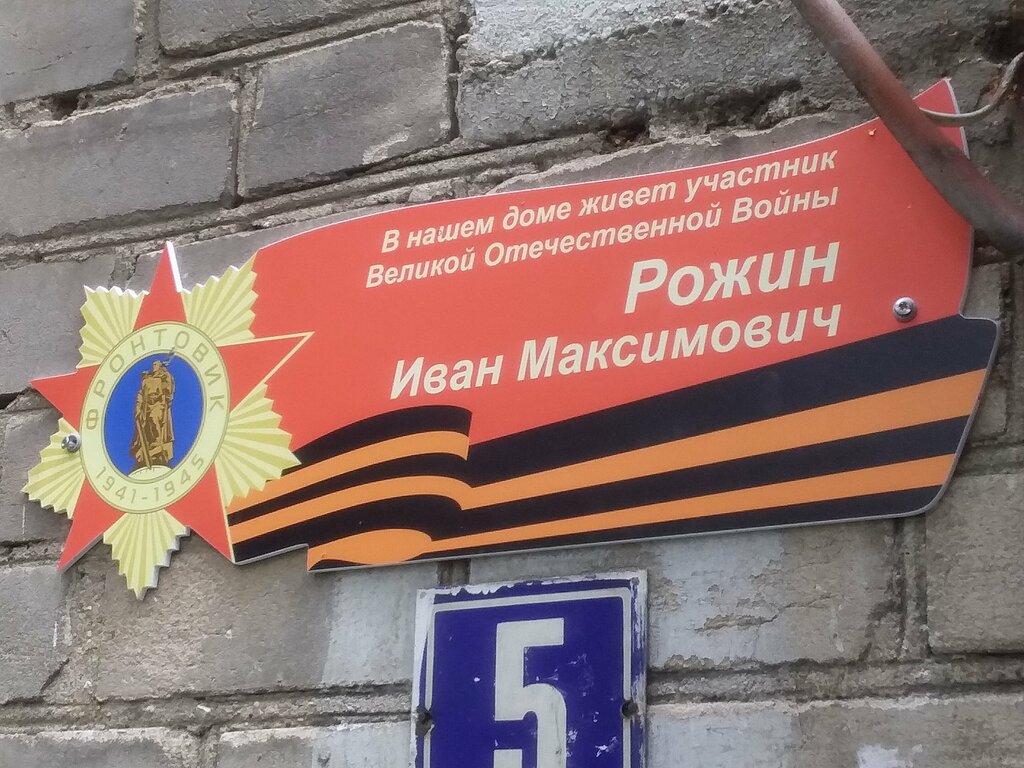 В нашем доме живет участник
Великой Отечественной Войны
Рожин
Иван Максимович
ФРОНТОВИК
1941-1945
5